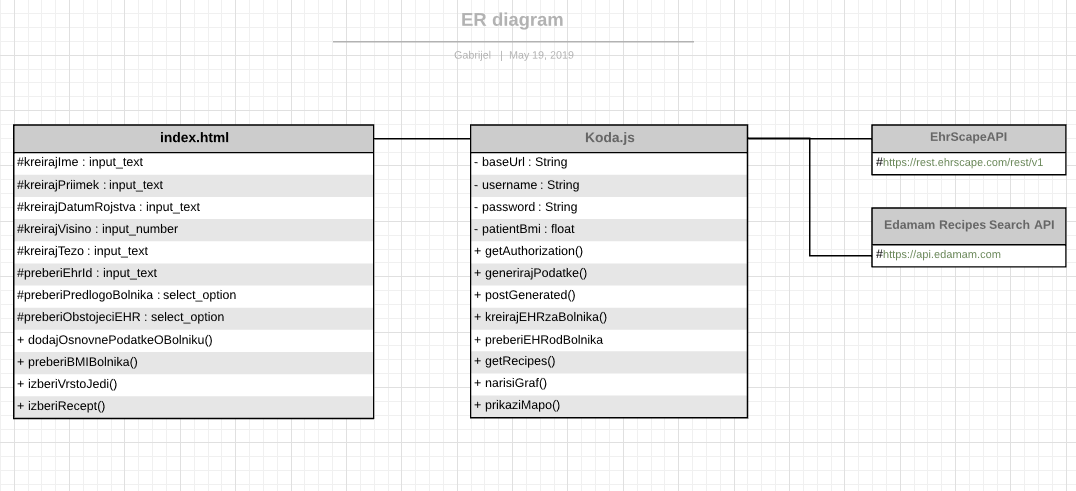 ER diagram
Gabrijel | May 19, 2019
index.html
#kreirajIme : input_text
#kreirajPriimek : input_text
#kreirajDatumRojstva : input_text
#kreirajVisino : input_number
#kreirajTezo : input_text
#preberiEhrId : input_text
#preberiPredlogoBolnika : select_option
#preberiObstojeciEHR : select_option
+ dodajOsnovnePodatkeOBolniku()
+ preberiBMIBolnika()
+ izberiVrstoJedi()
+ izberiRecept()
Koda.js
- baseUrl : String
- username : String
- password : String
- patientBmi : float
+ getAuthorization()
+ generirajPodatke()
+ postGenerated()
+ kreirajEHRzaBolnika()
+ preberiEHRodBolnika
+ getRecipes()
+ narisiGraf()
+ prikaziMapo()
EhrScapeAPI
#https://rest.ehrscape.com/rest/v1
Edamam Recipes Search API
#https://api.edamam.com